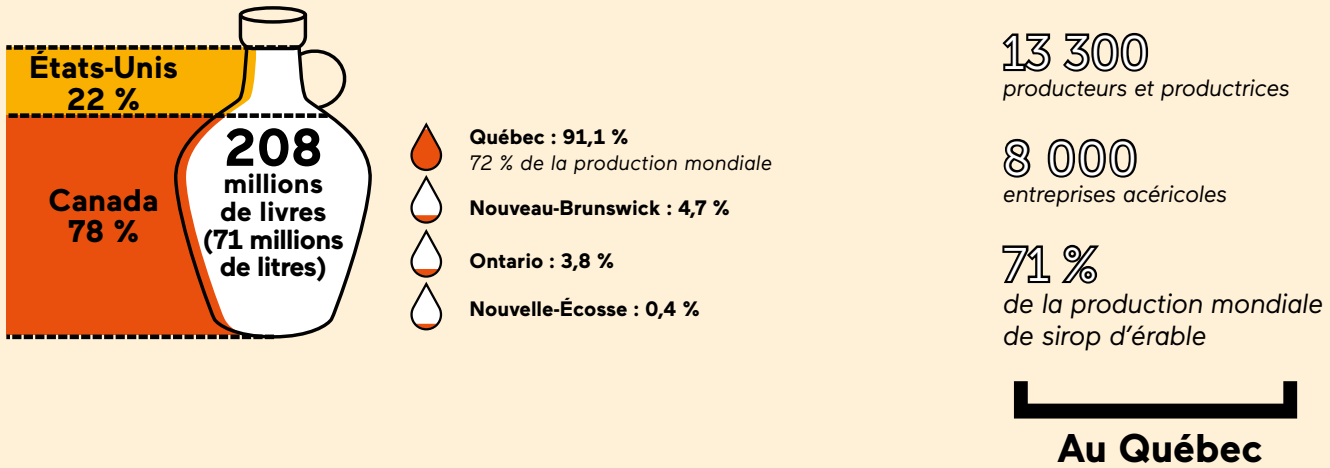 États-Unis
22 %
Canada
78 %
208
millions
de livres
(71 millions
de litres)
Québec : 91,1 %
72 % de la production mondiale
Nouveau-Brunswick : 4,7 %
Ontario : 3,8 %
Nouvelle-Écosse : 0,4 %
13 300
producteurs et productrices
8 000
entreprises acéricoles
71 %
de la production mondiale
de sirop d’érable
Au Québec